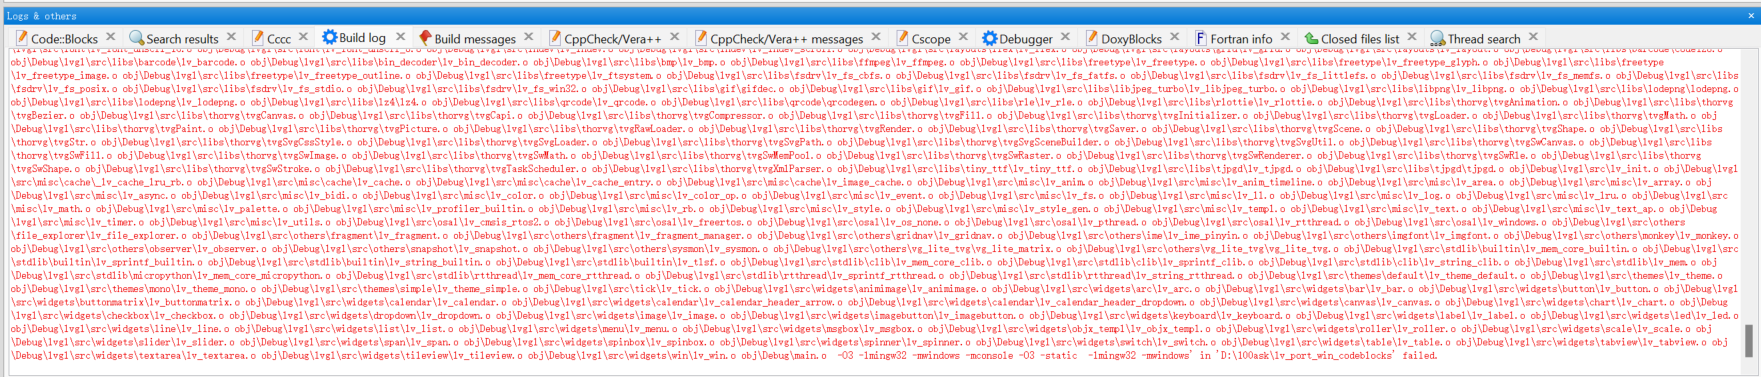 Logs & others
Code::Blocks
Search results
Cccc
Build log
Build messages
CppCheck/Vera++
CppCheck/Vera++ messages
Cscope
Debugger
DoxyBlocks
Fortran info
Closed files list
Thread search
obj\Debug\lvgl\src\libs\barcode\lv_barcode.o obj\Debug\lvgl\src\libs\bin_decoder\lv_bin_decoder.o obj\Debug\lvgl\src\libs\bmp\lv_bmp.o obj\Debug\lvgl\src\libs\ffmpeg\lv_ffmpeg.o obj\Debug\lvgl\src\libs\freetype\lv_freetype.o obj\Debug\lvgl\src\libs\freetype\lv_freetype_glyph.o obj\Debug\lvgl\src\libs\freetype
\lv_freetype_image.o obj\Debug\lvgl\src\libs\freetype\lv_freetype_outline.o obj\Debug\lvgl\src\libs\freetype\lv_ftsystem.o obj\Debug\lvgl\src\libs\fsdrv\lv_fs_cbfs.o obj\Debug\lvgl\src\libs\fsdrv\lv_fs_fatfs.o obj\Debug\lvgl\src\libs\fsdrv\lv_fs_littlefs.o obj\Debug\lvgl\src\libs\fsdrv\lv_fs_memfs.o obj\Debug\lvgl\src\libs
\fsdrv\lv_fs_posix.o obj\Debug\lvgl\src\libs\fsdrv\lv_fs_stdio.o obj\Debug\lvgl\src\libs\fsdrv\lv_fs_win32.o obj\Debug\lvgl\src\libs\gif\gifdec.o obj\Debug\lvgl\src\libs\gif\lv_gif.o obj\Debug\lvgl\src\libs\libjpeg_turbo\lv_libjpeg_turbo.o obj\Debug\lvgl\src\libs\libpng\lv_libpng.o obj\Debug\lvgl\src\libs\lodepng\lodepng.o
obj\Debug\lvgl\src\libs\lodepng\lv_lodepng.o obj\Debug\lvgl\src\libs\lz4\lz4.o obj\Debug\lvgl\src\libs\qrcode\lv_qrcode.o obj\Debug\lvgl\src\libs\qrcode\qrcodegen.o obj\Debug\lvgl\src\libs\rle\lv_rle.o obj\Debug\lvgl\src\libs\rlottie\lv_rlottie.o obj\Debug\lvgl\src\libs\thorvg\tvgAnimation.o obj\Debug\lvgl\src\libs\thorvg
\tvgBezier.o obj\Debug\lvgl\src\libs\thorvg\tvgCanvas.o obj\Debug\lvgl\src\libs\thorvg\tvgCapi.o obj\Debug\lvgl\src\libs\thorvg\tvgCompressor.o obj\Debug\lvgl\src\libs\thorvg\tvgFill.o obj\Debug\lvgl\src\libs\thorvg\tvgInitializer.o obj\Debug\lvgl\src\libs\thorvg\tvgLoader.o obj\Debug\lvgl\src\libs\thorvg\tvgMath.o obj
\Debug\lvgl\src\libs\thorvg\tvgPaint.o obj\Debug\lvgl\src\libs\thorvg\tvgPicture.o obj\Debug\lvgl\src\libs\thorvg\tvgRawLoader.o obj\Debug\lvgl\src\libs\thorvg\tvgRender.o obj\Debug\lvgl\src\libs\thorvg\tvgSaver.o obj\Debug\lvgl\src\libs\thorvg\tvgScene.o obj\Debug\lvgl\src\libs\thorvg\tvgShape.o obj\Debug\lvgl\src\libs
\thorvg\tvgStr.o obj\Debug\lvgl\src\libs\thorvg\tvgSvgCssStyle.o obj\Debug\lvgl\src\libs\thorvg\tvgSvgLoader.o obj\Debug\lvgl\src\libs\thorvg\tvgSvgPath.o obj\Debug\lvgl\src\libs\thorvg\tvgSvgSceneBuilder.o obj\Debug\lvgl\src\libs\thorvg\tvgSvgUtil.o obj\Debug\lvgl\src\libs\thorvg\tvgSwCanvas.o obj\Debug\lvgl\src\libs
\thorvg\tvgSwFill.o obj\Debug\lvgl\src\libs\thorvg\tvgSwImage.o obj\Debug\lvgl\src\libs\thorvg\tvgSwMath.o obj\Debug\lvgl\src\libs\thorvg\tvgSwMemPool.o obj\Debug\lvgl\src\libs\thorvg\tvgSwRaster.o obj\Debug\lvgl\src\libs\thorvg\tvgSwRenderer.o obj\Debug\lvgl\src\libs\thorvg\tvgSwRle.o obj\Debug\lvgl\src\libs\thorvg
\tvgSwShape.o obj\Debug\lvgl\src\libs\thorvg\tvgSwStroke.o obj\Debug\lvgl\src\libs\thorvg\tvgTaskScheduler.o obj\Debug\lvgl\src\libs\thorvg\tvgXmlParser.o obj\Debug\lvgl\src\libs\tiny_ttf\lv_tiny_ttf.o obj\Debug\lvgl\src\libs\tjpgd\lv_tjpgd.o obj\Debug\lvgl\src\libs\tjpgd\tjpgd.o obj\Debug\lvgl\src\lv_init.o obj\Debug\lvgl
\src\misc\cache\_lv_cache_lru_rb.o obj\Debug\lvgl\src\misc\cache\lv_cache.o obj\Debug\lvgl\src\misc\cache\lv_cache_entry.o obj\Debug\lvgl\src\misc\cache\lv_image_cache.o obj\Debug\lvgl\src\misc\lv_anim.o obj\Debug\lvgl\src\misc\lv_anim_timeline.o obj\Debug\lvgl\src\misc\lv_area.o obj\Debug\lvgl\src\misc\lv_array.o obj
\Debug\lvgl\src\misc\lv_async.o obj\Debug\lvgl\src\misc\lv_bidi.o obj\Debug\lvgl\src\misc\lv_color.o obj\Debug\lvgl\src\misc\lv_color_op.o obj\Debug\lvgl\src\misc\lv_event.o obj\Debug\lvgl\src\misc\lv_fs.o obj\Debug\lvgl\src\misc\lv_ll.o obj\Debug\lvgl\src\misc\lv_log.o obj\Debug\lvgl\src\misc\lv_lru.o obj\Debug\lvgl\src
\misc\lv_math.o obj\Debug\lvgl\src\misc\lv_palette.o obj\Debug\lvgl\src\misc\lv_profiler_builtin.o obj\Debug\lvgl\src\misc\lv_rb.o obj\Debug\lvgl\src\misc\lv_style.o obj\Debug\lvgl\src\misc\lv_style_gen.o obj\Debug\lvgl\src\misc\lv_templ.o obj\Debug\lvgl\src\misc\lv_text.o obj\Debug\lvgl\src\misc\lv_text_ap.o obj\Debug
\lvgl\src\misc\lv_timer.o obj\Debug\lvgl\src\misc\lv_utils.o obj\Debug\lvgl\src\osal\lv_cmsis_rtos2.o obj\Debug\lvgl\src\osal\lv_freertos.o obj\Debug\lvgl\src\osal\lv_os_none.o obj\Debug\lvgl\src\osal\lv_pthread.o obj\Debug\lvgl\src\osal\lv_rtthread.o obj\Debug\lvgl\src\osal\lv_windows.o obj\Debug\lvgl\src\others
\file_explorer\lv_file_explorer.o obj\Debug\lvgl\src\others\fragment\lv_fragment.o obj\Debug\lvgl\src\others\fragment\lv_fragment_manager.o obj\Debug\lvgl\src\others\gridnav\lv_gridnav.o obj\Debug\lvgl\src\others\ime\lv_ime_pinyin.o obj\Debug\lvgl\src\others\imgfont\lv_imgfont.o obj\Debug\lvgl\src\others\monkey\lv_monkey.o
obj\Debug\lvgl\src\others\observer\lv_observer.o obj\Debug\lvgl\src\others\snapshot\lv_snapshot.o obj\Debug\lvgl\src\others\sysmon\lv_sysmon.o obj\Debug\lvgl\src\others\vg_lite_tvg\vg_lite_matrix.o obj\Debug\lvgl\src\others\vg_lite_tvg\vg_lite_tvg.o obj\Debug\lvgl\src\stdlib\builtin\lv_mem_core_builtin.o obj\Debug\lvgl\src
\stdlib\builtin\lv_sprintf_builtin.o obj\Debug\lvgl\src\stdlib\builtin\lv_string_builtin.o obj\Debug\lvgl\src\stdlib\builtin\lv_tlsf.o obj\Debug\lvgl\src\stdlib\clib\lv_mem_core_clib.o obj\Debug\lvgl\src\stdlib\clib\lv_sprintf_clib.o obj\Debug\lvgl\src\stdlib\clib\lv_string_clib.o obj\Debug\lvgl\src\stdlib\lv_mem.o obj
\Debug\lvgl\src\stdlib\micropython\lv_mem_core_micropython.o obj\Debug\lvgl\src\stdlib\rtthread\lv_mem_core_rtthread.o obj\Debug\lvgl\src\stdlib\rtthread\lv_sprintf_rtthread.o obj\Debug\lvgl\src\stdlib\rtthread\lv_string_rtthread.o obj\Debug\lvgl\src\themes\default\lv_theme_default.o obj\Debug\lvgl\src\themes\lv_theme.o
obj\Debug\lvgl\src\themes\mono\lv_theme_mono.o obj\Debug\lvgl\src\themes\simple\lv_theme_simple.o obj\Debug\lvgl\src\tick\lv_tick.o obj\Debug\lvgl\src\widgets\animimage\lv_animimage.o obj\Debug\lvgl\src\widgets\arc\lv_arc.o obj\Debug\lvgl\src\widgets\bar\lv_bar.o obj\Debug\lvgl\src\widgets\button\lv_button.o obj\Debug\lvgl
\src\widgets\buttonmatrix\lv_buttonmatrix.o obj\Debug\lvgl\src\widgets\calendar\lv_calendar.o obj\Debug\lvgl\src\widgets\calendar\lv_calendar_header_arrow.o obj\Debug\lvgl\src\widgets\calendar\lv_calendar_header_dropdown.o obj\Debug\lvgl\src\widgets\canvas\lv_canvas.o obj\Debug\lvgl\src\widgets\chart\lv_chart.o obj\Debug
\lvgl\src\widgets\checkbox\lv_checkbox.o obj\Debug\lvgl\src\widgets\dropdown\lv_dropdown.o obj\Debug\lvgl\src\widgets\image\lv_image.o obj\Debug\lvgl\src\widgets\imagebutton\lv_imagebutton.o obj\Debug\lvgl\src\widgets\keyboard\lv_keyboard.o obj\Debug\lvgl\src\widgets\label\lv_label.o obj\Debug\lvgl\src\widgets\led\lv_led.o
obj\Debug\lvgl\src\widgets\line\lv_line.o obj\Debug\lvgl\src\widgets\list\lv_list.o obj\Debug\lvgl\src\widgets\menu\lv_menu.o obj\Debug\lvgl\src\widgets\msgbox\lv_msgbox.o obj\Debug\lvgl\src\widgets\objx_templ\lv_objx_templ.o obj\Debug\lvgl\src\widgets\roller\lv_roller.o obj\Debug\lvgl\src\widgets\scale\lv_scale.o obj
\Debug\lvgl\src\widgets\slider\lv_slider.o obj\Debug\lvgl\src\widgets\span\lv_span.o obj\Debug\lvgl\src\widgets\spinbox\lv_spinbox.o obj\Debug\lvgl\src\widgets\spinner\lv_spinner.o obj\Debug\lvgl\src\widgets\switch\lv_switch.o obj\Debug\lvgl\src\widgets\table\lv_table.o obj\Debug\lvgl\src\widgets\tabview\lv_tabview.o obj
\Debug\lvgl\src\widgets\textarea\lv_textarea.o obj\Debug\lvgl\src\widgets\tileview\lv_tileview.o obj\Debug\lvgl\src\widgets\win\lv_win.o obj\Debug\main.o  -O3 -lmingw32 -mwindows -mconsole -O3 -static  -lmingw32 -mwindows' in 'D:\100ask\lv_port_win_codeblocks' failed.